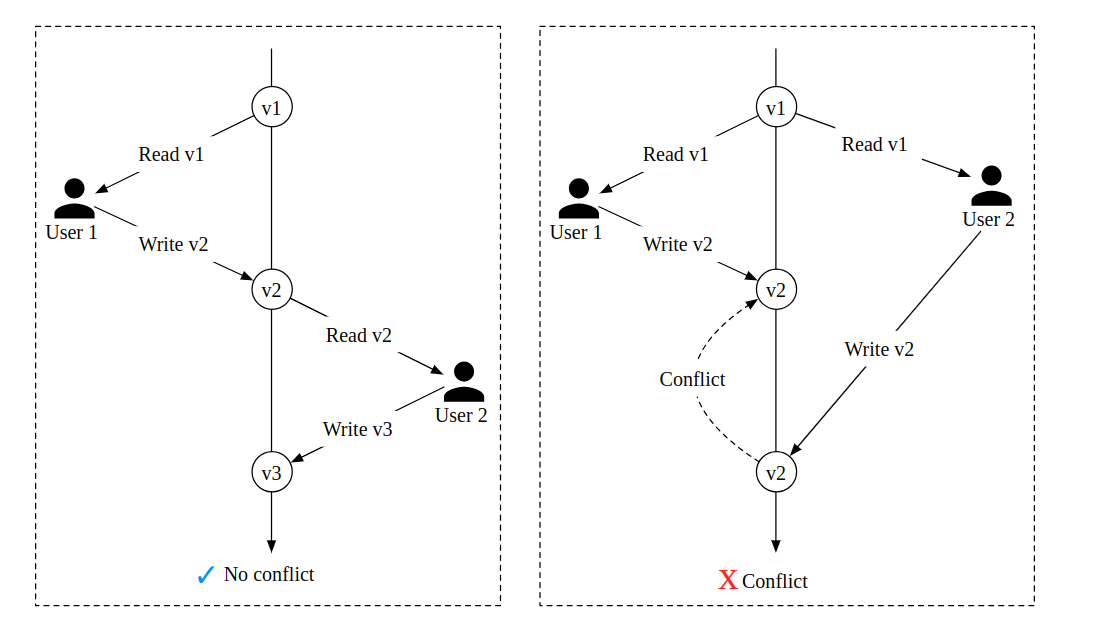 v1
Read v1
User 1
Write v2
v2
Read v2
User 2
Write v3
v3
✓ No conflict
v1
Read v1
Read v1
User 1
User 2
Write v2
v2
Write v2
Conflict
v2
X Conflict